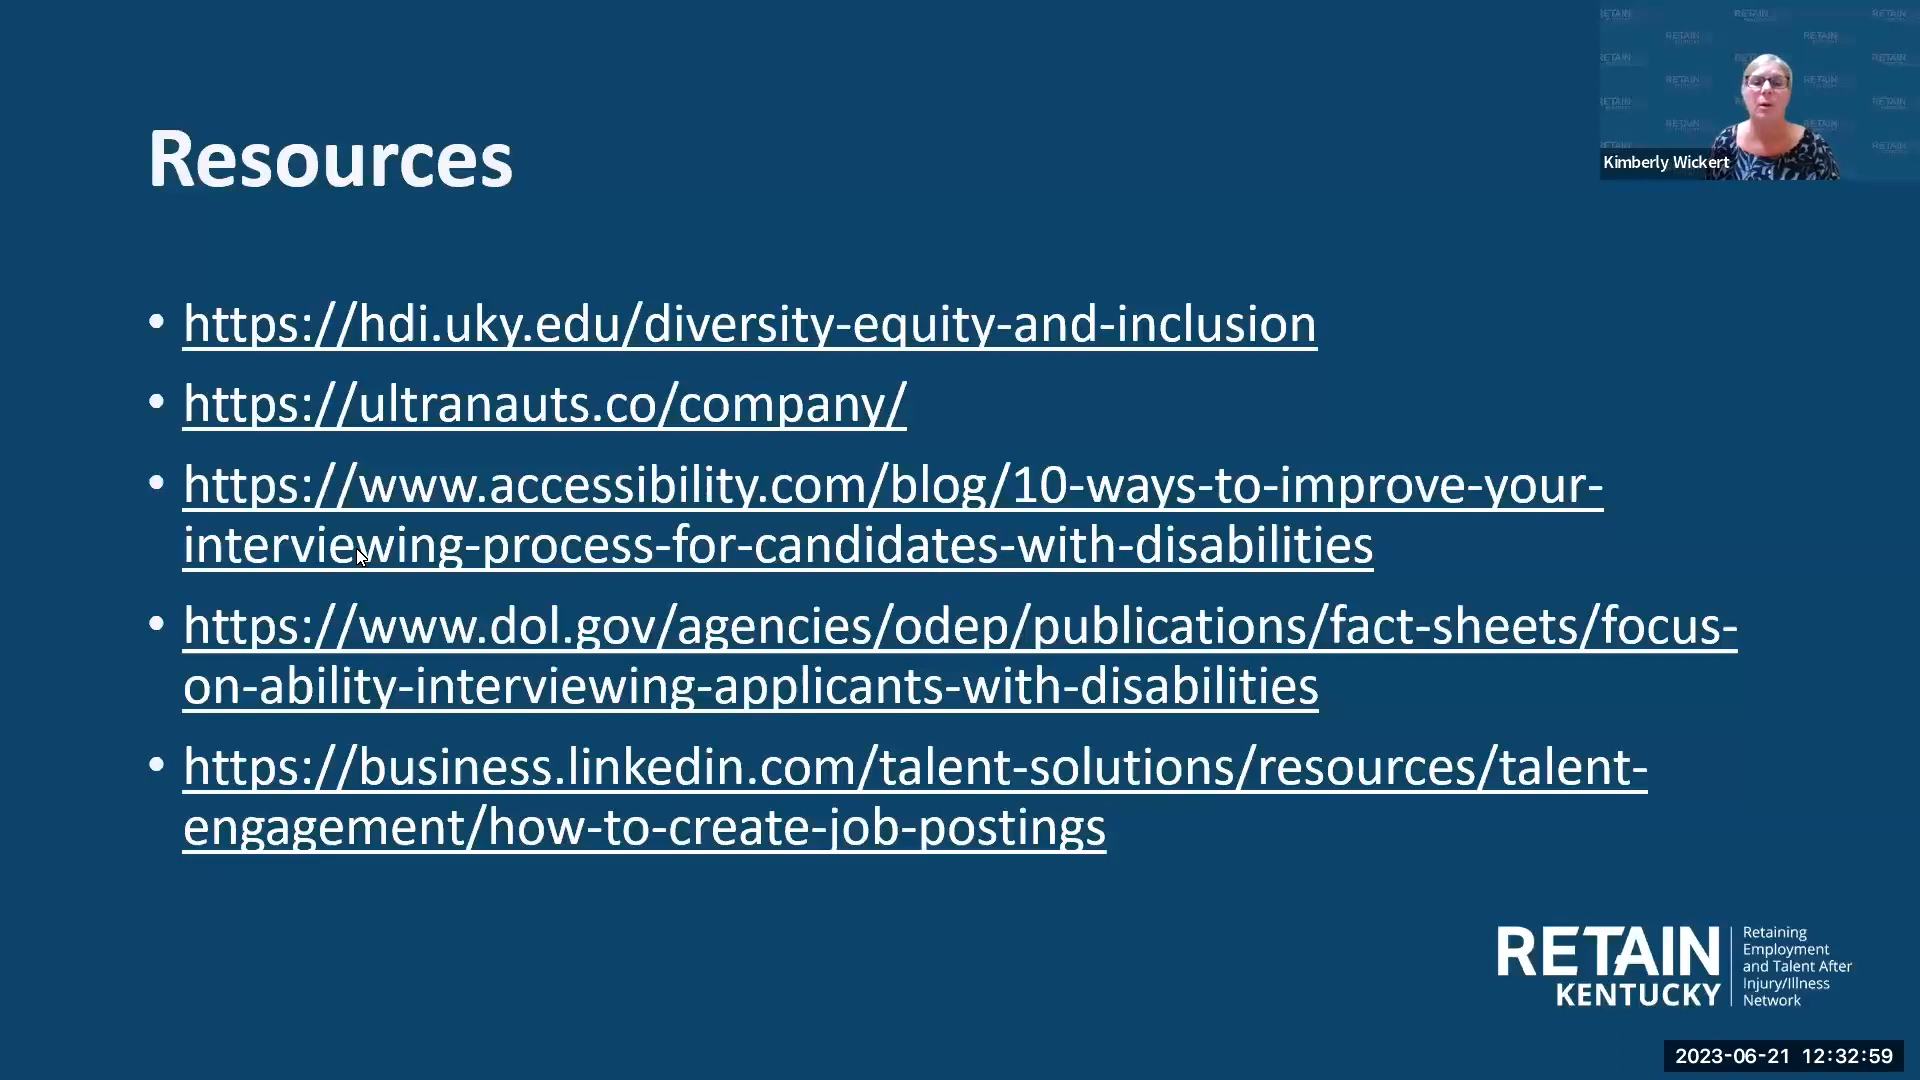 Resources
• https://hdi.uky.edu/diversity-equity-and-inclusion
• https://ultranauts.co/company/
• https://www.accessibility.com/blog/10-ways-to-improve-your-
interviewing-process-for-candidates-with-disabilities
• https://www.dol.gov/agencies/odep/publications/fact-sheets/focus-
on-ability-interviewing-applicants-with-disabilities
• https://business.linkedin.com/talent-solutions/resources/talent-
engagement/how-to-create-job-postings
Kimberly Wickert
RETAIN
KENTUCKY
Retaining
Employment
and Talent After
Injury/Illness
Network
2023-06-21 12:32:59